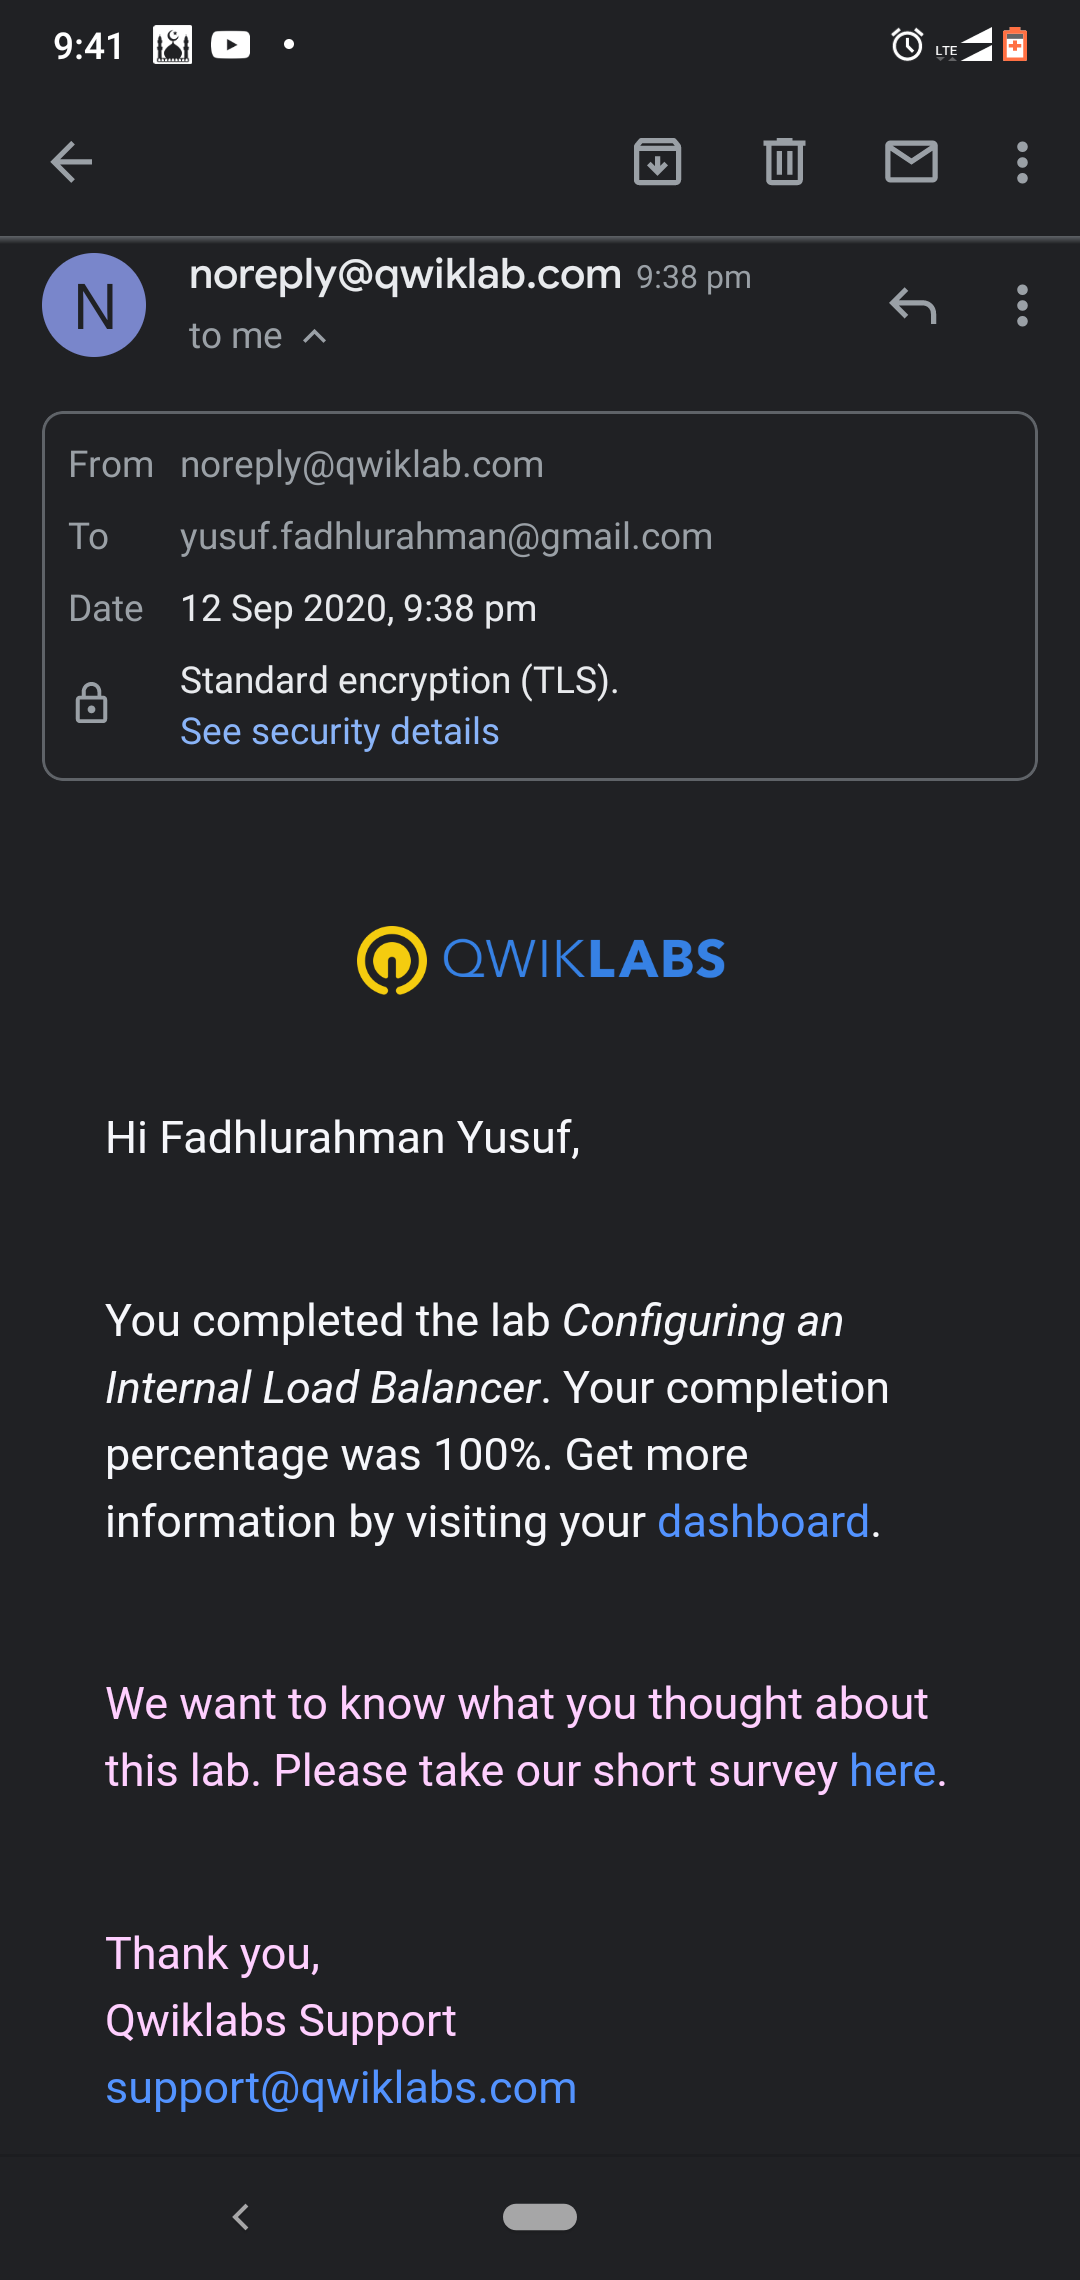 9:41
LTE
N
noreply@qwiklab.com 9:38 pm
to me
From noreply@qwiklab.com
To yusuf.fadhlurahman@gmail.com
Date 12 Sep 2020, 9:38 pm
Standard encryption (TLS).
See security details
QWIKLABS
Hi Fadhlurahman Yusuf,
You completed the lab Configuring an
Internal Load Balancer. Your completion
percentage was 100%. Get more
information by visiting your dashboard.
We want to know what you thought about
this lab. Please take our short survey here.
Thank you,
Qwiklabs Support
support@qwiklabs.com